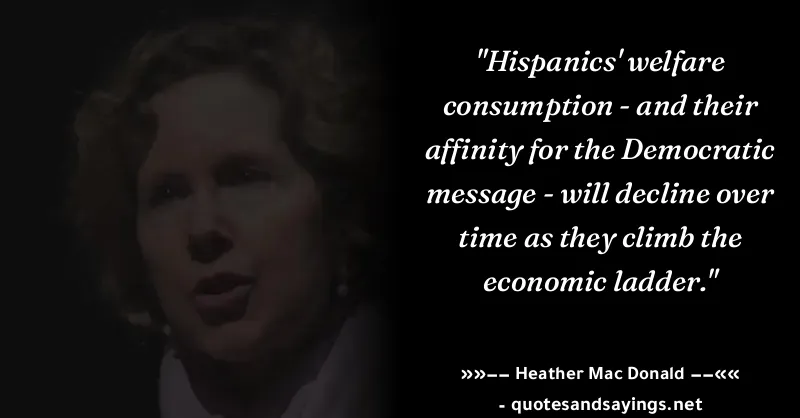 "Hispanics' welfare
consumption - and their
affinity for the Democratic
message - will decline over
time as they climb the
economic ladder."
»»–– Heather Mac Donald ––««
- quotesandsayings.net